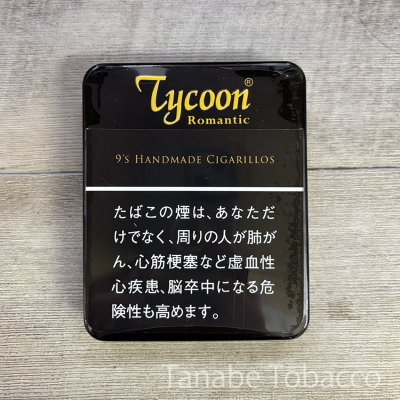 Tycoon®
Romantic
9's Handmade Cigarillos
たばこの煙は、あなただ
けでなく、周りの人が肺が
ん、心筋梗塞など虚血性
心疾患、脳卒中になる危
険性も高めます。
Tanabe Tobacco